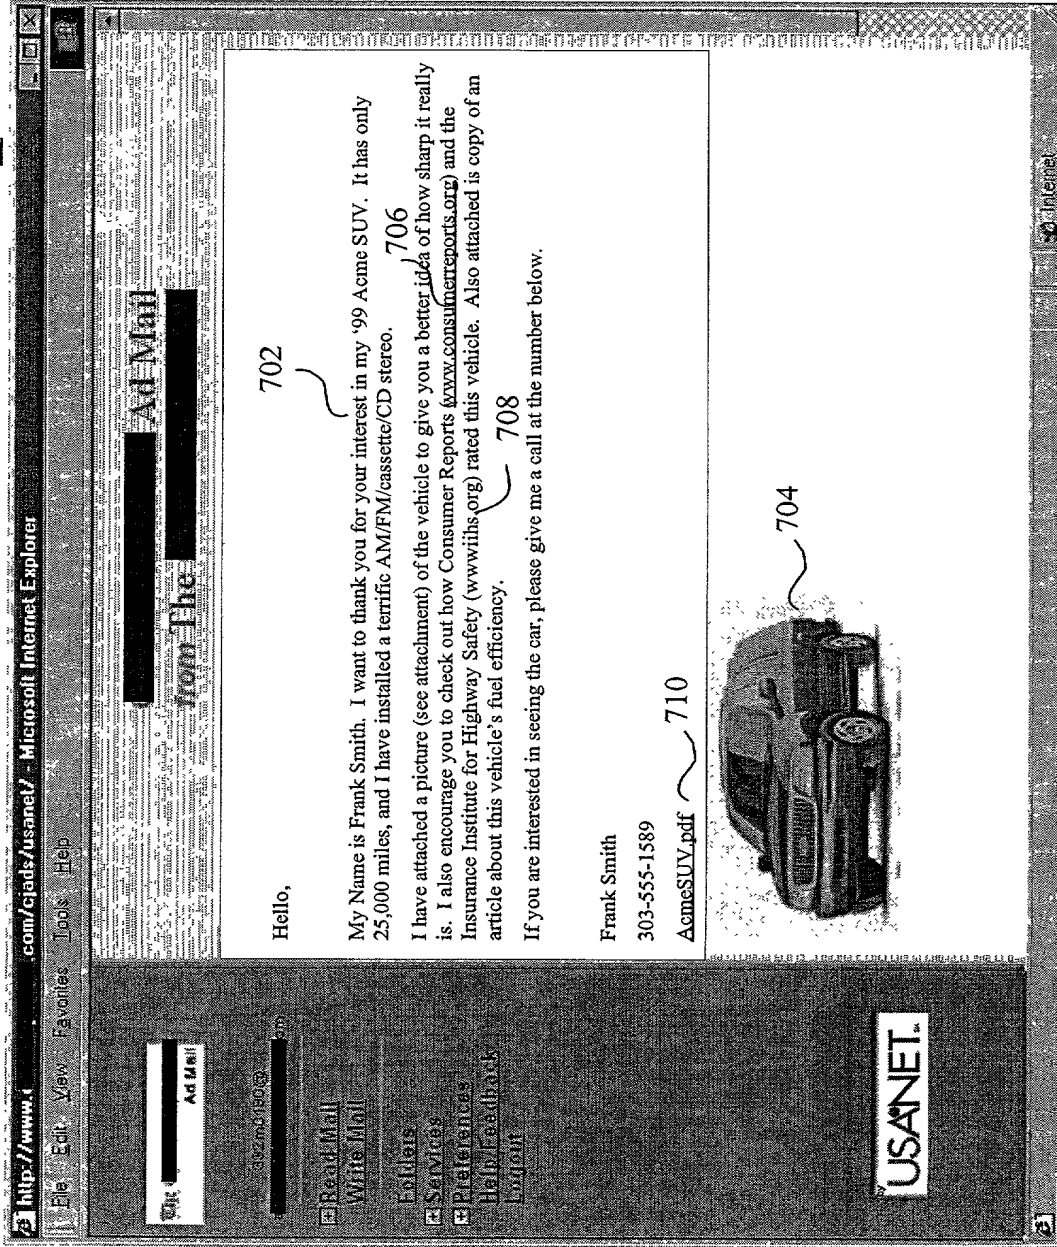 http://www.
.com/cjads/usanet/ - Microsoft Internet Explorer
File Edit View Favorites Tools Help
Ad Mail
from The
The
Ad Mail
Read Mail
Write Mail
Folders
Services
Preferences
Help/Feedback
Logout
by
USA.NET
702
Hello,
My Name is Frank Smith. I want to thank you for your interest in my '99 Acme SUV. It has only
25,000 miles, and I have installed a terrific AM/FM/cassette/CD stereo.
706
I have attached a picture (see attachment) of the vehicle to give you a better idea of how sharp it really
is. I also encourage you to check out how Consumer Reports (www.consumerreports.org) and the
Insurance Institute for Highway Safety (wwwiihs.org) rated this vehicle. Also attached is copy of an
article about this vehicle's fuel efficiency.
708
If you are interested in seeing the car, please give me a call at the number below.
Frank Smith
303-555-1589
AcmeSUV.pdf
710
704
Internet